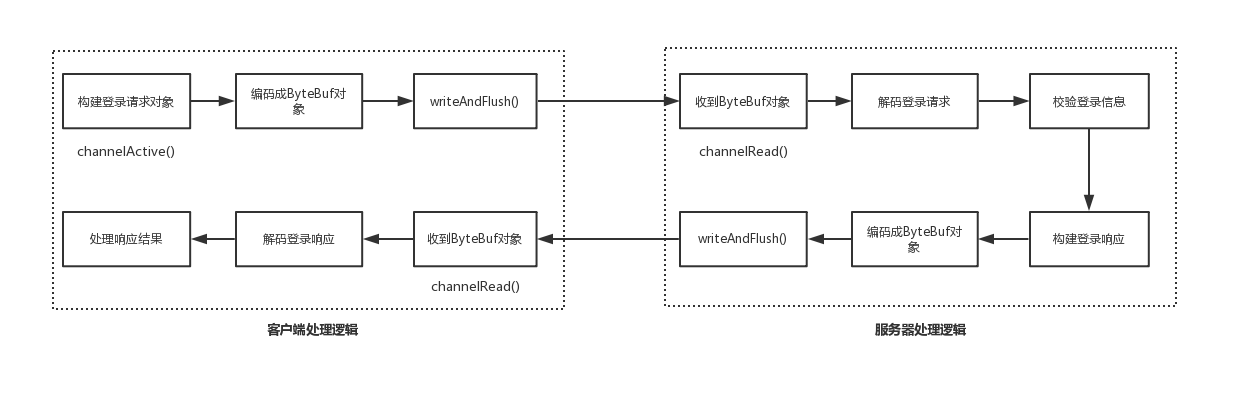 构建登录请求对象
编码成ByteBuf对
象
writeAndFlush()
收到ByteBuf对象
解码登录请求
校验登录信息
channelActive()
channelRead()
处理响应结果
解码登录响应
收到ByteBuf对象
writeAndFlush()
编码成ByteBuf对
象
构建登录响应
channelRead()
客户端处理逻辑
服务器处理逻辑